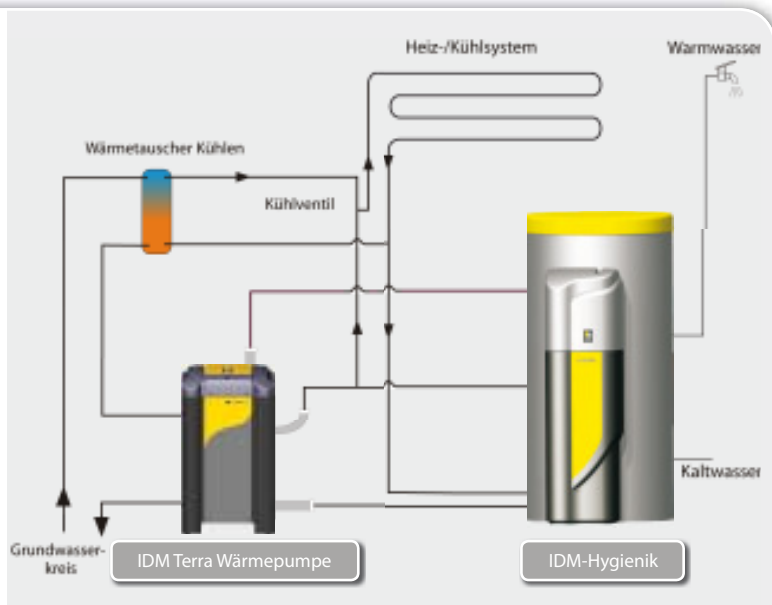 Heiz-/Kühlsystem
Warmwasser
Wärmetauscher Kühlen
Kühlventil
Kaltwasser
Grundwasser-
kreis
IDM Terra Wärmepumpe
IDM-Hygienik